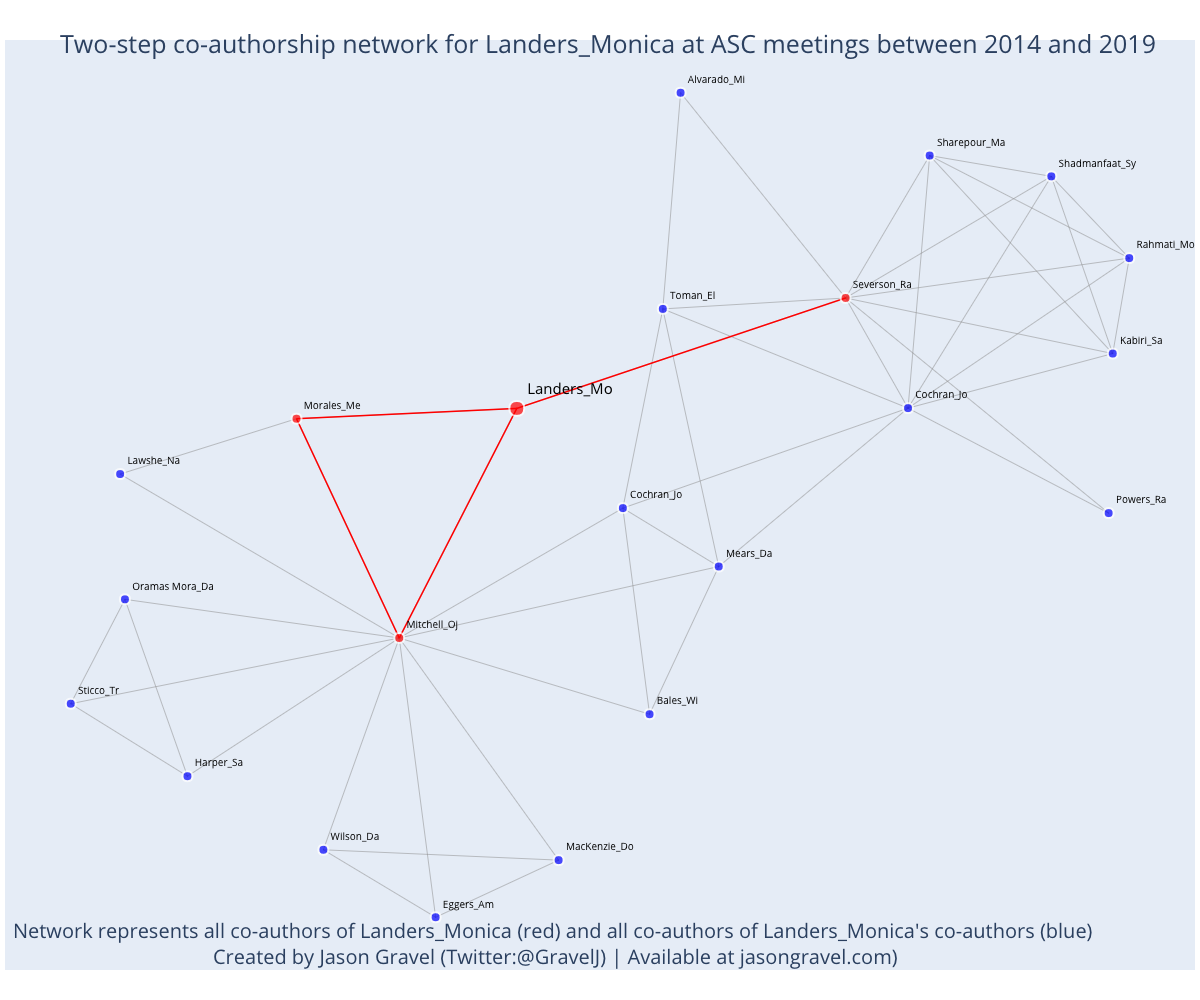 Two-step co-authorship network for Landers_Monica at ASC meetings between 2014 and 2019
Alvarado_Mi
Sharepour_Ma
Shadmanfaat_Sy
Rahmati_Mo
Severson_Ra
Toman_El
Kabiri_Sa
Landers_Mo
Cochran_Jo
Morales_Me
Lawshe_Na
Cochran_Jo
Powers_Ra
Mears_Da
Oramas Mora_Da
Mitchell_Oj
Sticco_Tr
Bales_Wi
Harper_Sa
Wilson_Da
MacKenzie_Do
Eggers_Am
Network represents all co-authors of Landers_Monica (red) and all co-authors of Landers_Monica's co-authors (blue)
Created by Jason Gravel (Twitter:@GravelJ) | Available at jasongravel.com)